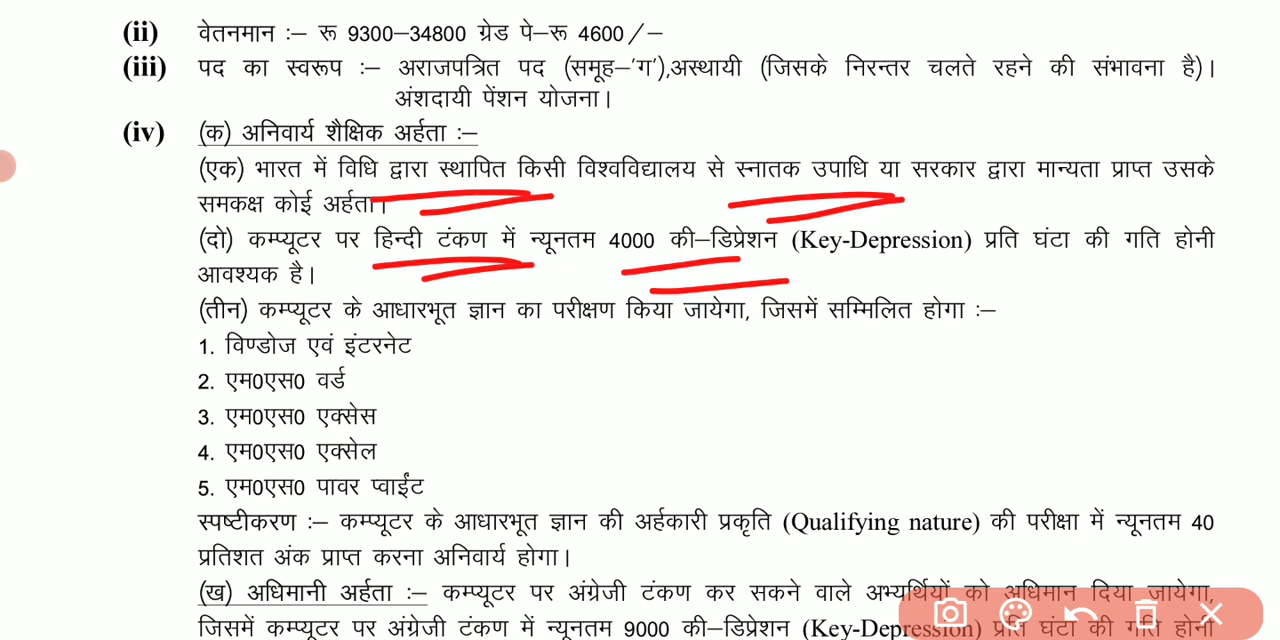 (ii) वेतनमान :– रू 9300–34800 ग्रेड पे–रू 4600/–
(iii) पद का स्वरूप :– अराजपत्रित पद (समूह–'ग'),अस्थायी (जिसके निरन्तर चलते रहने की संभावना है)।
अंशदायी पेंशन योजना।
(iv) (क) अनिवार्य शैक्षिक अर्हता :–
(एक) भारत में विधि द्वारा स्थापित किसी विश्वविद्यालय से स्नातक उपाधि या सरकार द्वारा मान्यता प्राप्त उसके
समकक्ष कोई अर्हता।
(दो) कम्प्यूटर पर हिन्दी टंकण में न्यूनतम 4000 की–डिप्रेशन (Key-Depression) प्रति घंटा की गति होनी
आवश्यक है।
(तीन) कम्प्यूटर के आधारभूत ज्ञान का परीक्षण किया जायेगा, जिसमें सम्मिलित होगा :–
1. विण्डोज एवं इंटरनेट
2. एम0एस0 वर्ड
3. एम0एस0 एक्सेस
4. एम0एस0 एक्सेल
5. एम0एस0 पावर प्वाईंट
स्पष्टीकरण :– कम्प्यूटर के आधारभूत ज्ञान की अर्हकारी प्रकृति (Qualifying nature) की परीक्षा में न्यूनतम 40
प्रतिशत अंक प्राप्त करना अनिवार्य होगा।
(ख) अधिमानी अर्हता :– कम्प्यूटर पर अंग्रेजी टंकण कर सकने वाले अभ्यर्थियों को अधिमान दिया जायेगा,
जिसमें कम्प्यूटर पर अंग्रेजी टंकण में न्यूनतम 9000 की–डिप्रेशन (Key-Depression) प्रति घंटा की गति होनी